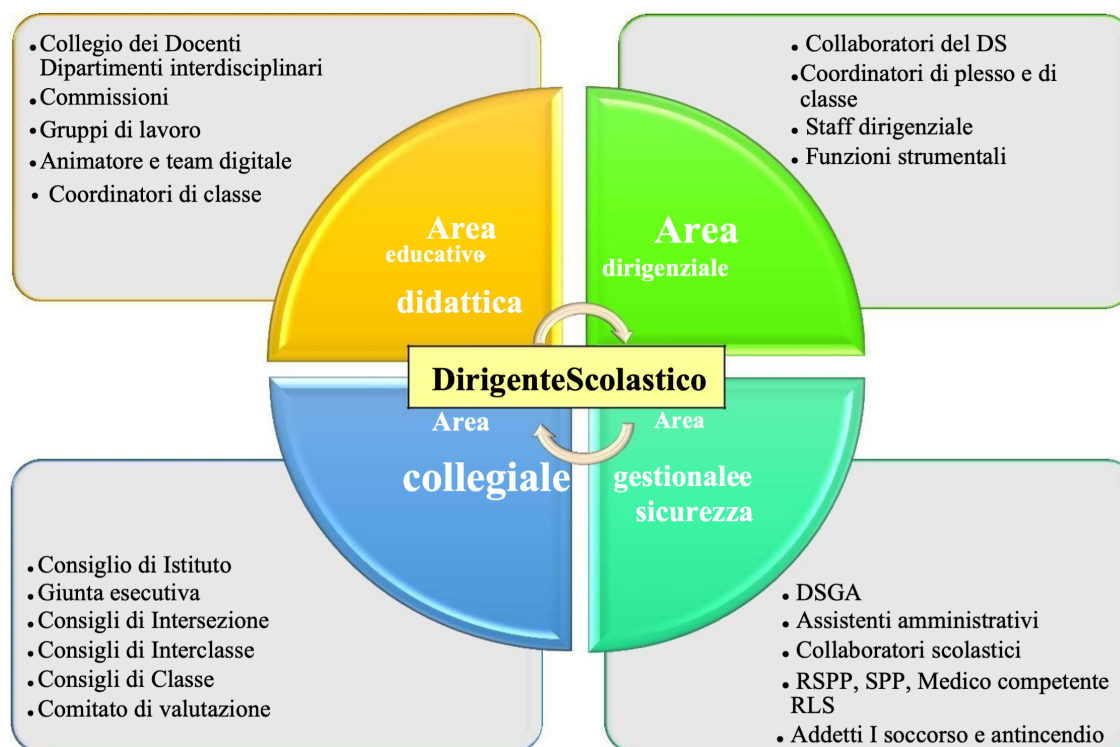 • Collegio dei Docenti
Dipartimenti interdisciplinari
• Commissioni
• Gruppi di lavoro
• Animatore e team digitale
• Coordinatori di classe
• Collaboratori del DS
• Coordinatori di plesso e di
classe
• Staff dirigenziale
• Funzioni strumentali
Area
educativo-
didattica
Area
dirigenziale
DirigenteScolastico
Area
collegiale
Area
gestionalee
sicurezza
• Consiglio di Istituto
• Giunta esecutiva
• Consigli di Intersezione
• Consigli di Interclasse
• Consigli di Classe
• Comitato di valutazione
• DSGA
• Assistenti amministrativi
• Collaboratori scolastici
• RSPP, SPP, Medico competente
RLS
• Addetti I soccorso e antincendio